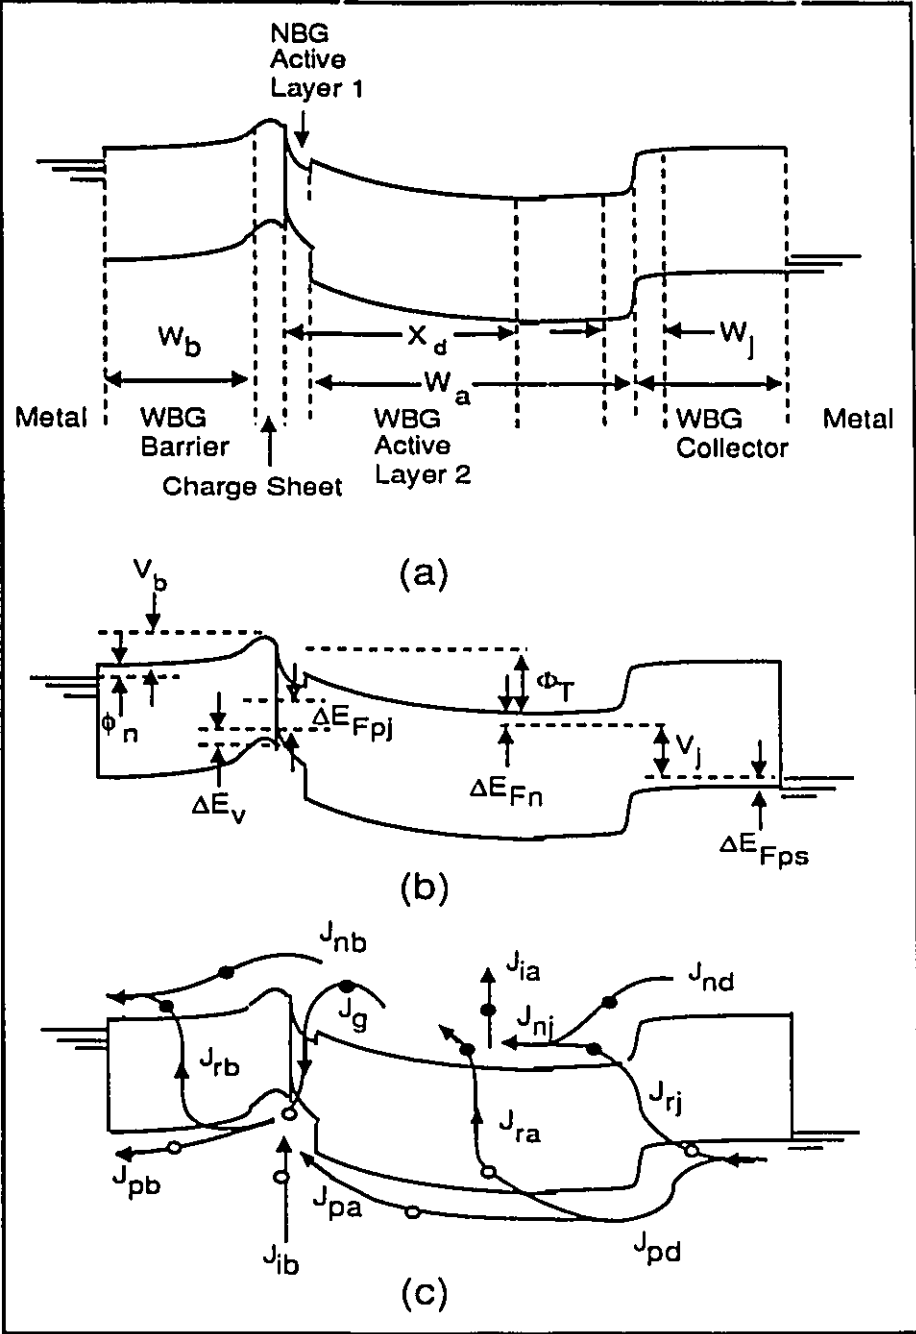 NBG
Active
Layer 1
W_b
X_d
W_j
W_a
Metal
WBG
Barrier
WBG
Active
Layer 2
WBG
Collector
Metal
Charge Sheet
(a)
V_b
Φ_T
ϕ_n
ΔE_Fpj
V_j
ΔE_v
ΔE_Fn
ΔE_Fps
(b)
J_nb
J_ia
J_nd
J_g
J_nj
J_rb
J_rj
J_ra
J_pb
J_pa
J_pd
J_ib
(c)